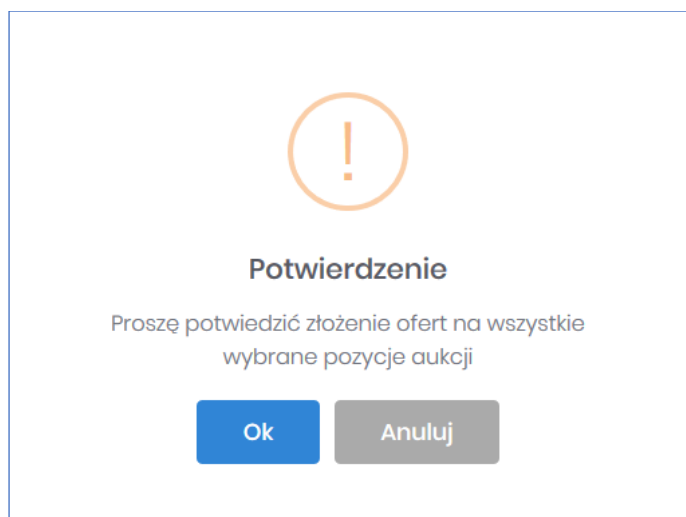 !
Potwierdzenie
Proszę potwiedzić złożenie ofert na wszystkie
wybrane pozycje aukcji
Ok
Anuluj